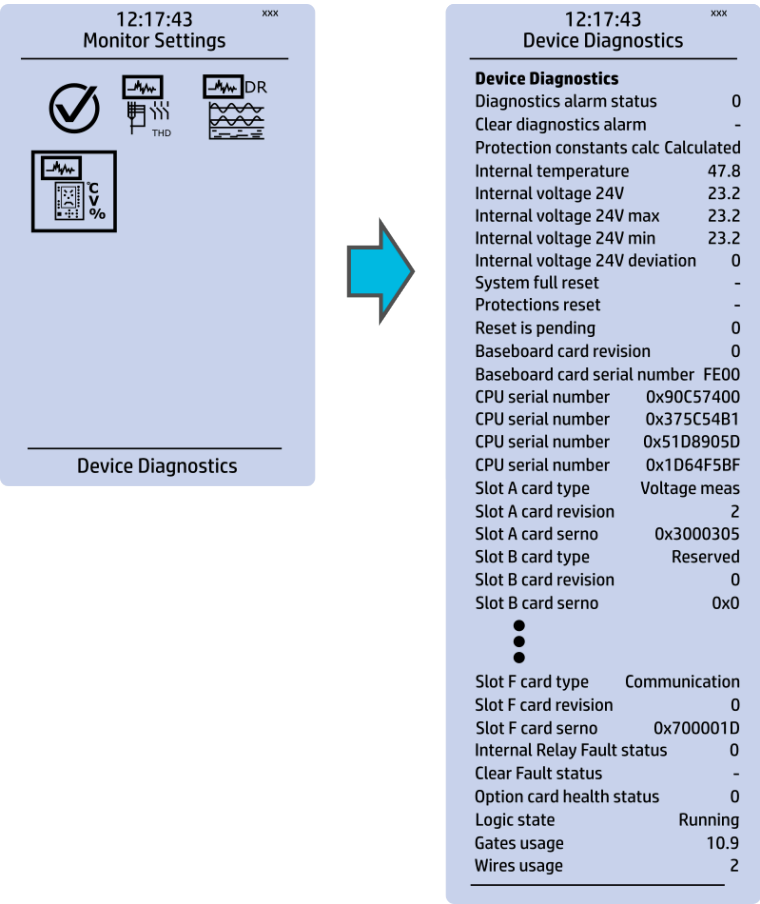 12:17:43
xxx
Monitor Settings
DR
THD
°C
V
%
Device Diagnostics
12:17:43
xxx
Device Diagnostics
Device Diagnostics
Diagnostics alarm status 0
Clear diagnostics alarm -
Protection constants calc Calculated
Internal temperature 47.8
Internal voltage 24V 23.2
Internal voltage 24V max 23.2
Internal voltage 24V min 23.2
Internal voltage 24V deviation 0
System full reset -
Protections reset -
Reset is pending 0
Baseboard card revision 0
Baseboard card serial number FE00
CPU serial number 0x90C57400
CPU serial number 0x375C54B1
CPU serial number 0x51D8905D
CPU serial number 0x1D64F5BF
Slot A card type Voltage meas
Slot A card revision 2
Slot A card serno 0x3000305
Slot B card type Reserved
Slot B card revision 0
Slot B card serno 0x0
Slot F card type Communication
Slot F card revision 0
Slot F card serno 0x700001D
Internal Relay Fault status 0
Clear Fault status -
Option card health status 0
Logic state Running
Gates usage 10.9
Wires usage 2